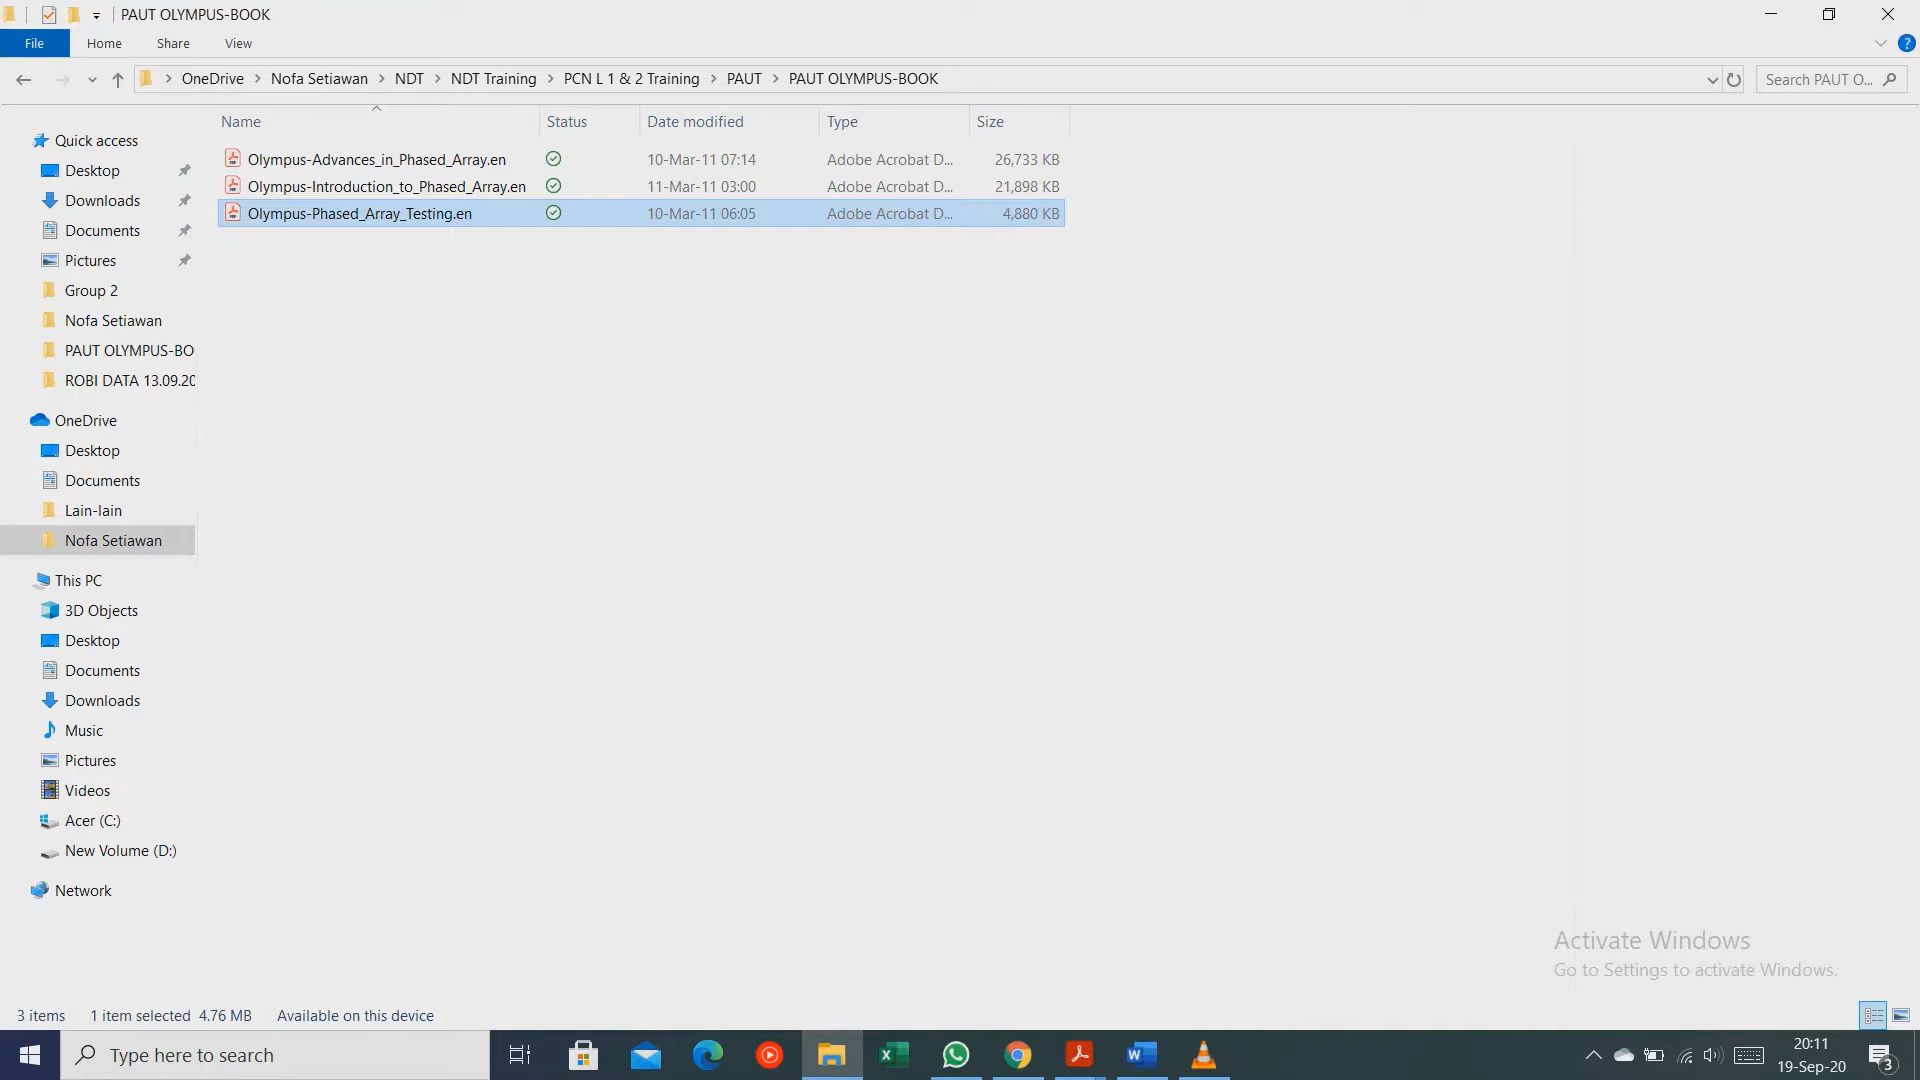 PAUT OLYMPUS-BOOK
File Home Share View
OneDrive Nofa Setiawan NDT NDT Training PCN L 1 & 2 Training PAUT PAUT OLYMPUS-BOOK
Search PAUT O...
Name Status Date modified Type Size
Olympus-Advances_in_Phased_Array.en 10-Mar-11 07:14 Adobe Acrobat D... 26,733 KB
Olympus-Introduction_to_Phased_Array.en 11-Mar-11 03:00 Adobe Acrobat D... 21,898 KB
Olympus-Phased_Array_Testing.en 10-Mar-11 06:05 Adobe Acrobat D... 4,880 KB
Quick access
Desktop
Downloads
Documents
Pictures
Group 2
Nofa Setiawan
PAUT OLYMPUS-BO
ROBI DATA 13.09.20
OneDrive
Desktop
Documents
Lain-lain
Nofa Setiawan
This PC
3D Objects
Desktop
Documents
Downloads
Music
Pictures
Videos
Acer (C:)
New Volume (D:)
Network
Activate Windows
Go to Settings to activate Windows.
3 items 1 item selected 4.76 MB Available on this device
Type here to search
20:11
19-Sep-20
3